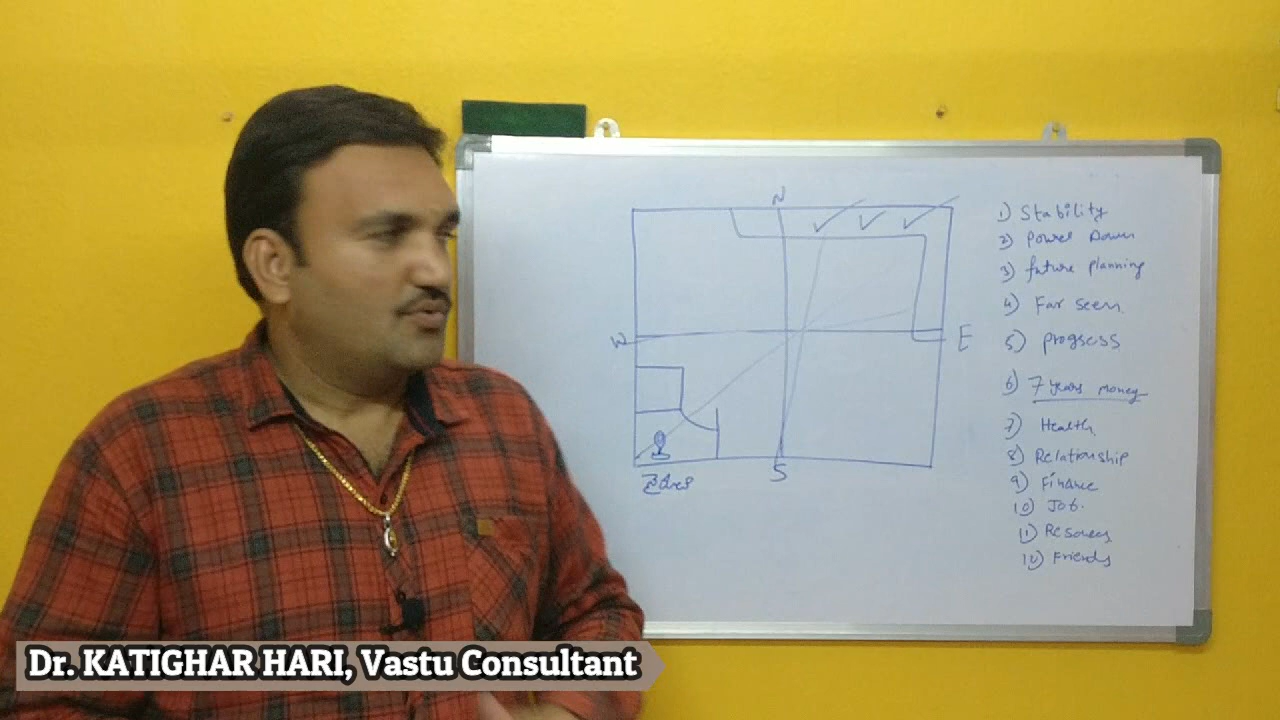 N
W
E
S
నైరుతి
1) Stability
2) Power Down
3) future planning
4) Far seen
5) progress
6) 7 years money
7) Health
8) Relationship
9) Finance
10) Job.
11)
12) Friends
Dr. KATIGHAR HARI, Vastu Consultant